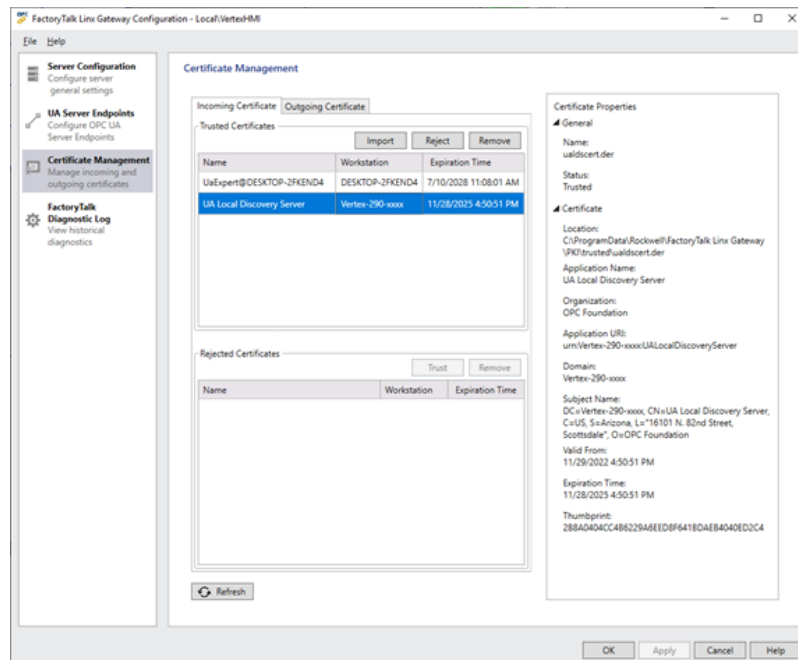 FactoryTalk Linx Gateway Configuration - Local\VertexHMI
File Help
Server Configuration
Configure server
general settings
UA Server Endpoints
Configure OPC UA
Server Endpoints
Certificate Management
Manage incoming and
outgoing certificates
FactoryTalk
Diagnostic Log
View historical
diagnostics
Certificate Management
Incoming Certificate Outgoing Certificate
Trusted Certificates
Import Reject Remove
Name Workstation Expiration Time
UaExpert@DESKTOP-2FKEND4 DESKTOP-2FKEND4 7/10/2028 11:08:01 AM
UA Local Discovery Server Vertex-290-xxxx 11/28/2025 4:50:51 PM
Rejected Certificates
Trust Remove
Name Workstation Expiration Time
Refresh
Certificate Properties
General
Name:
ualdscert.der
Status:
Trusted
Certificate
Location:
C:\ProgramData\Rockwell\FactoryTalk Linx Gateway
\PKI\trusted\ualdscert.der
Application Name:
UA Local Discovery Server
Organization:
OPC Foundation
Application URI:
urn:Vertex-290-xxxx:UALocalDiscoveryServer
Domain:
Vertex-290-xxxx
Subject Name:
DC=Vertex-290-xxxx, CN=UA Local Discovery Server,
C=US, S=Arizona, L="16101 N. 82nd Street,
Scottsdale", O=OPC Foundation
Valid From:
11/29/2022 4:50:51 PM
Expiration Time:
11/28/2025 4:50:51 PM
Thumbprint:
2B8A0404CC4B6229A6EED8F641BDAEB4040ED2C4
OK Apply Cancel Help